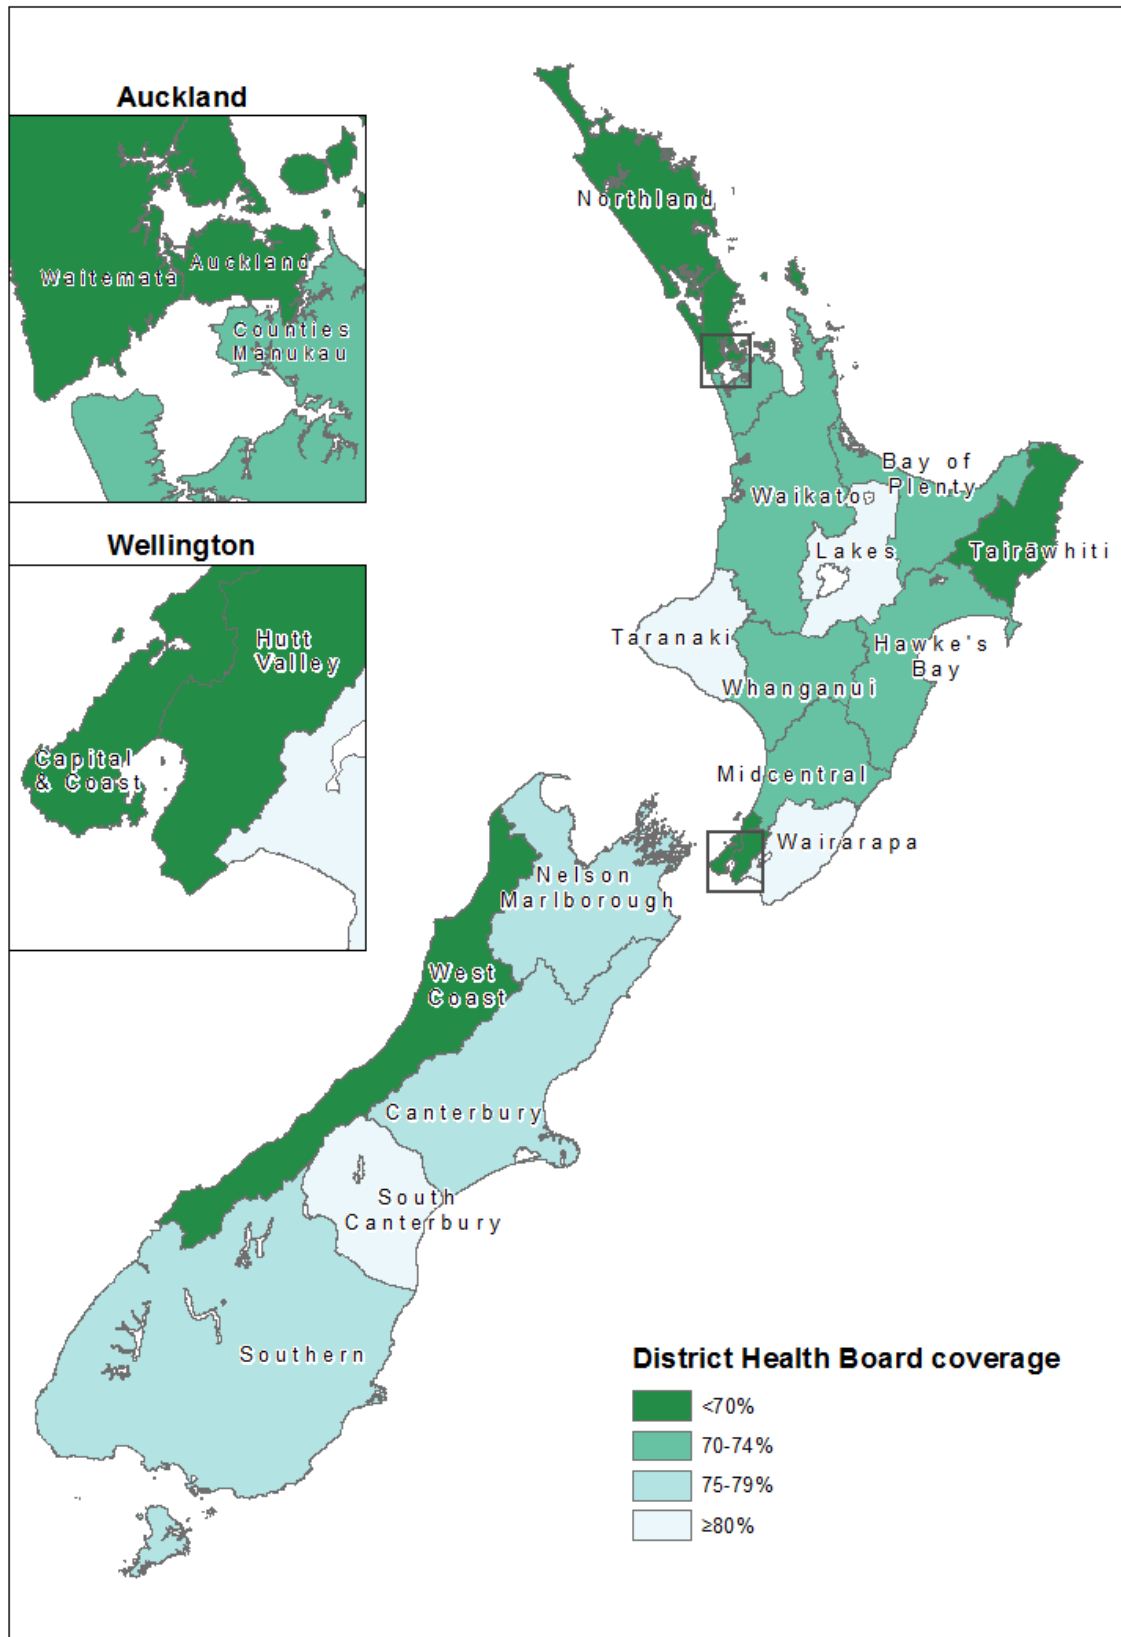 Auckland
Waitemata
Auckland
Counties
Manukau
Wellington
Hutt
Valley
Capital
& Coast
Northland
Bay of
Plenty
Waikato
Lakes
Tairāwhiti
Taranaki
Hawke's
Bay
Whanganui
Midcentral
Wairarapa
Nelson
Marlborough
West
Coast
Canterbury
South
Canterbury
Southern
District Health Board coverage
<70%
70-74%
75-79%
≥80%